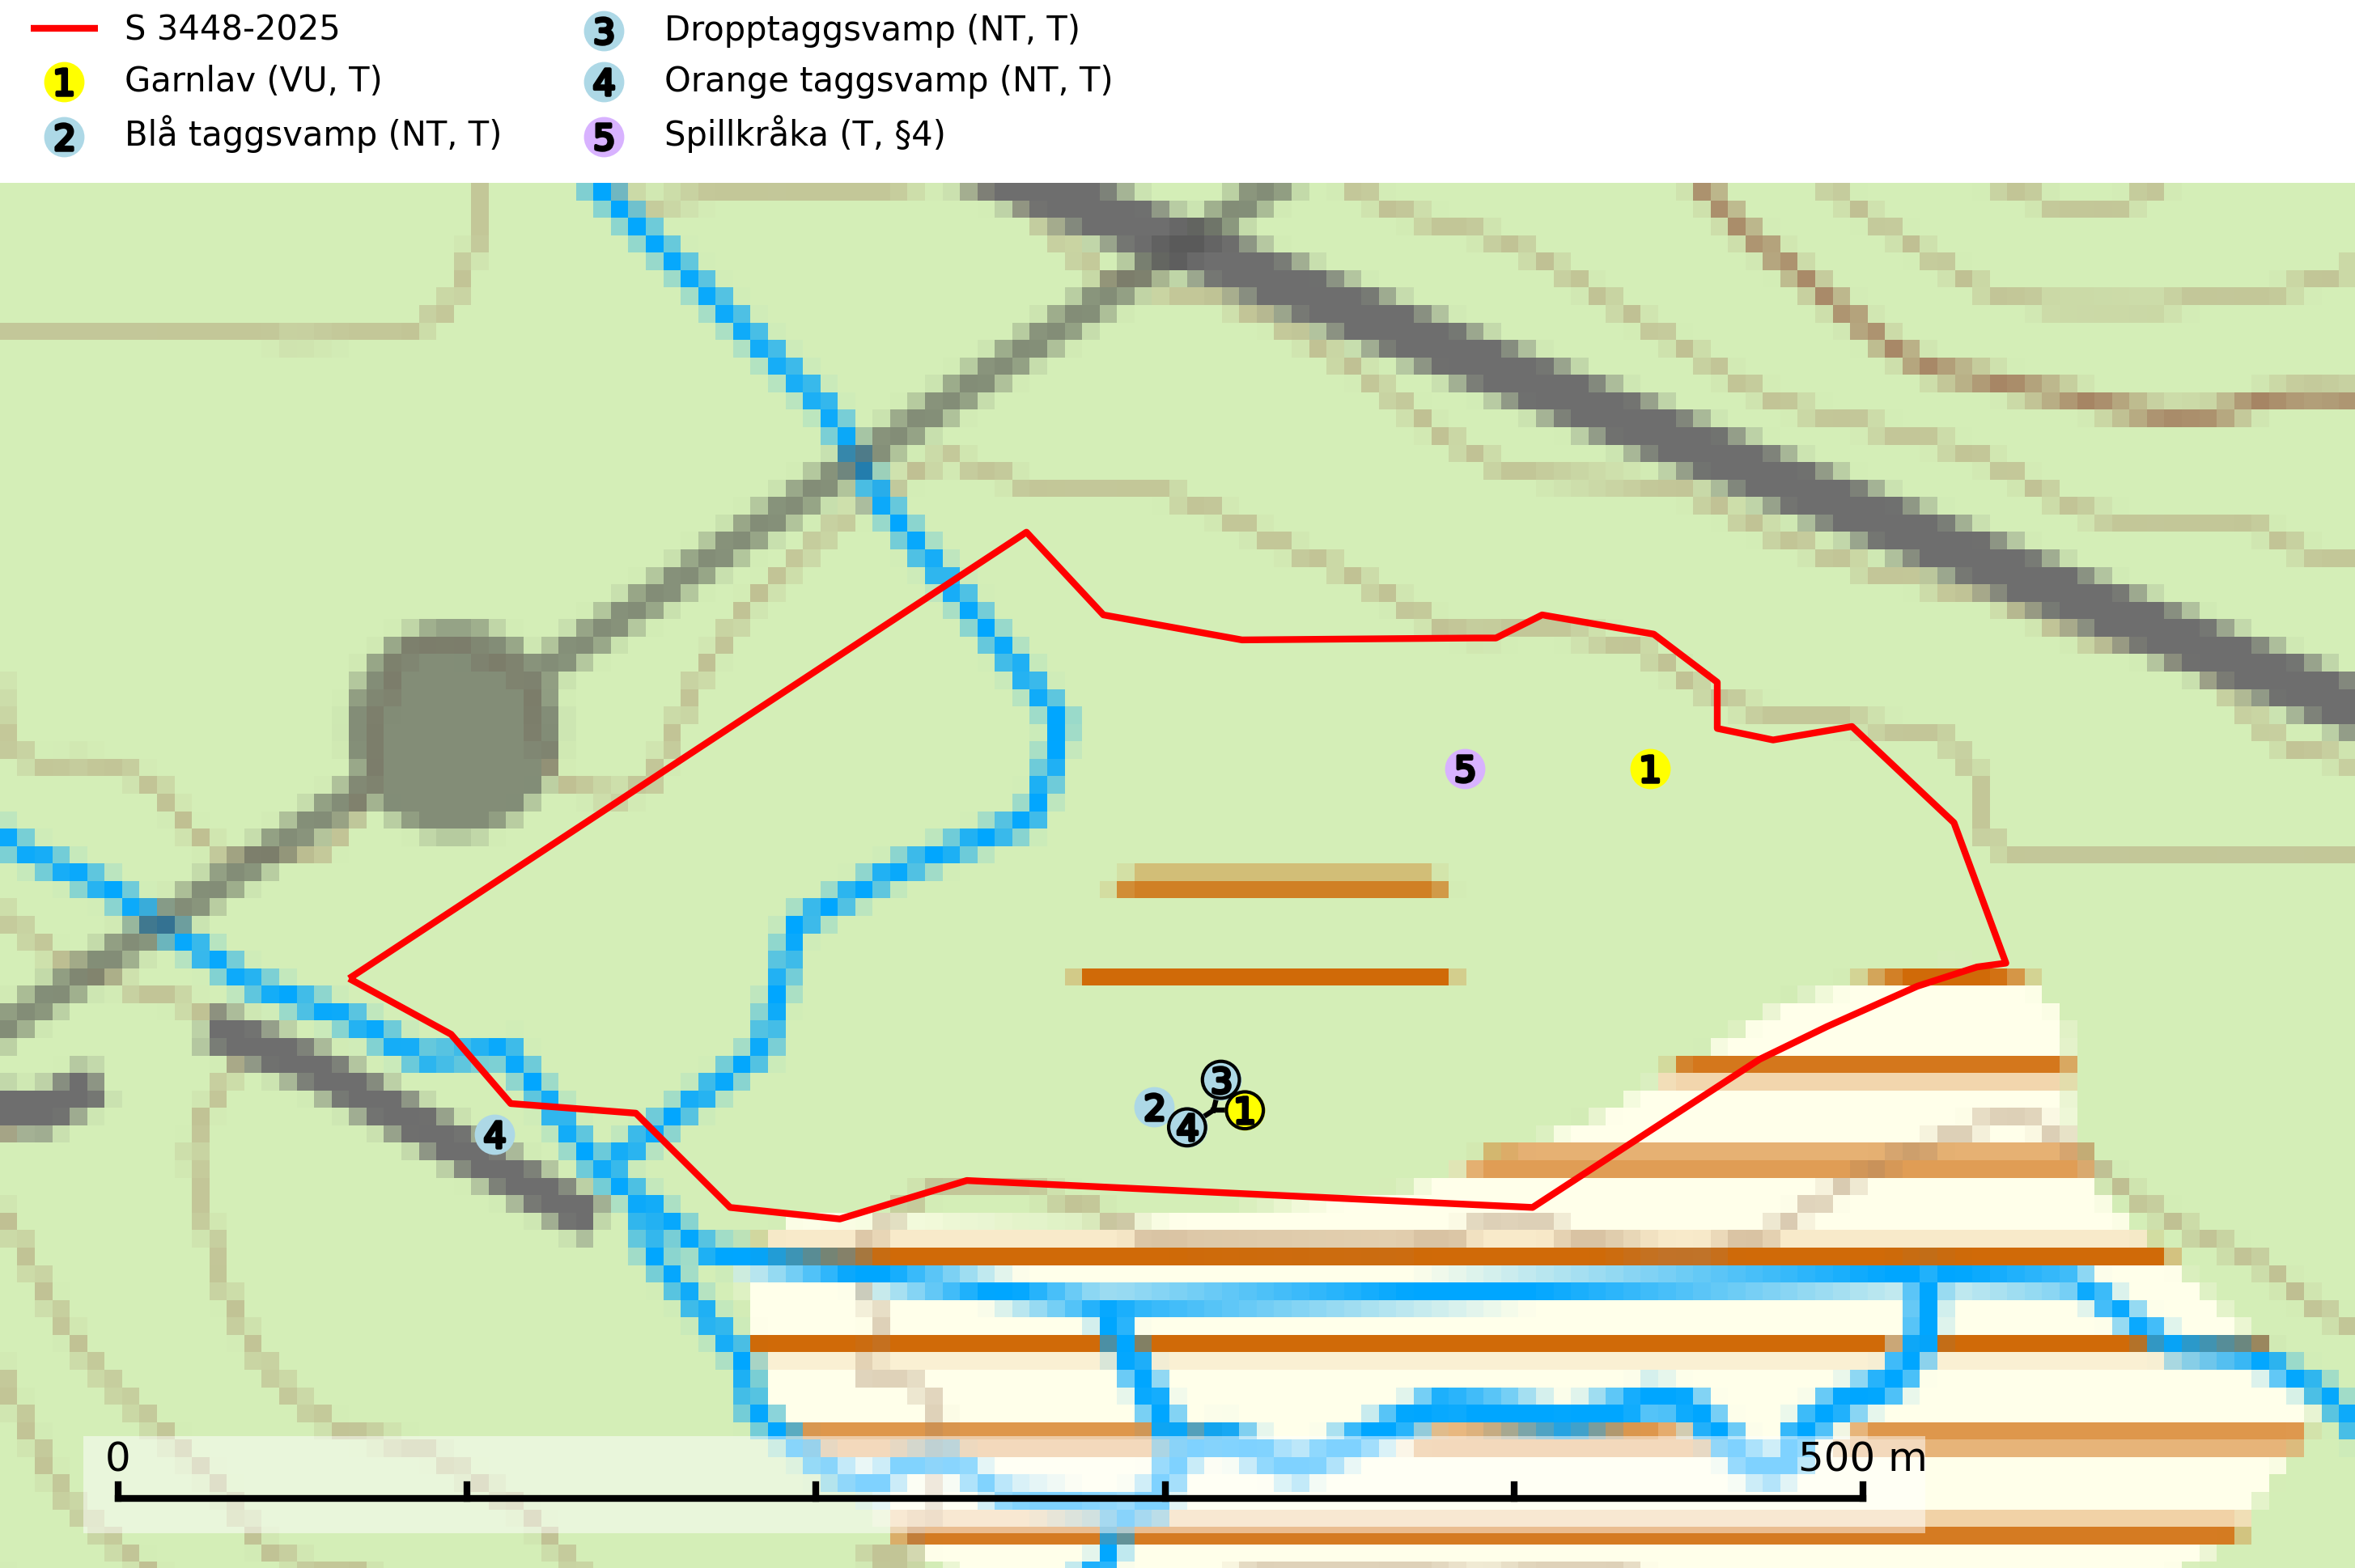 S 3448-2025
1 Garnlav (VU, T)
2 Blå taggsvamp (NT, T)
3 Dropptaggsvamp (NT, T)
4 Orange taggsvamp (NT, T)
5 Spillkråka (T, §4)
5 1
3
2 4 1
4
0 500 m